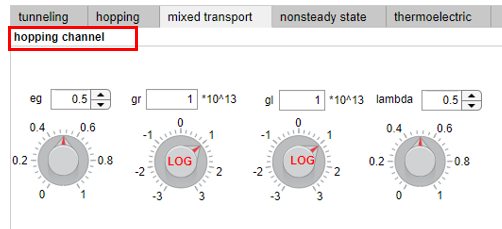 tunneling hopping mixed transport nonsteady state thermoelectric
hopping channel
eg 0.5 gr 1 *10^13 gl 1 *10^13 lambda 0.5
0 0.2 0.4 0.6 0.8 1
-3 -2 -1 0 1 2 3
LOG
-3 -2 -1 0 1 2 3
LOG
0 0.2 0.4 0.6 0.8 1